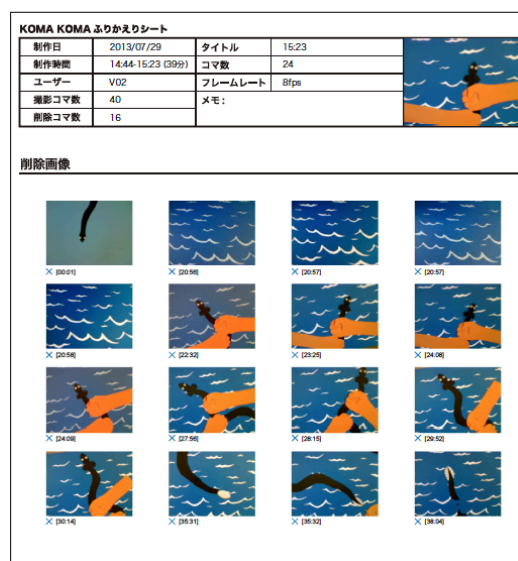 KOMA KOMA ふりかえりシート
制作日 2013/07/29 タイトル 15:23
制作時間 14:44-15:23 (39分) コマ数 24
ユーザー V02 フレームレート 8fps
撮影コマ数 40 メモ：
削除コマ数 16
削除画像
× [00:01] × [20:56] × [20:57] × [20:57]
× [20:58] × [22:32] × [23:25] × [24:08]
× [24:09] × [27:56] × [28:15] × [29:52]
× [30:14] × [35:31] × [35:32] × [38:04]